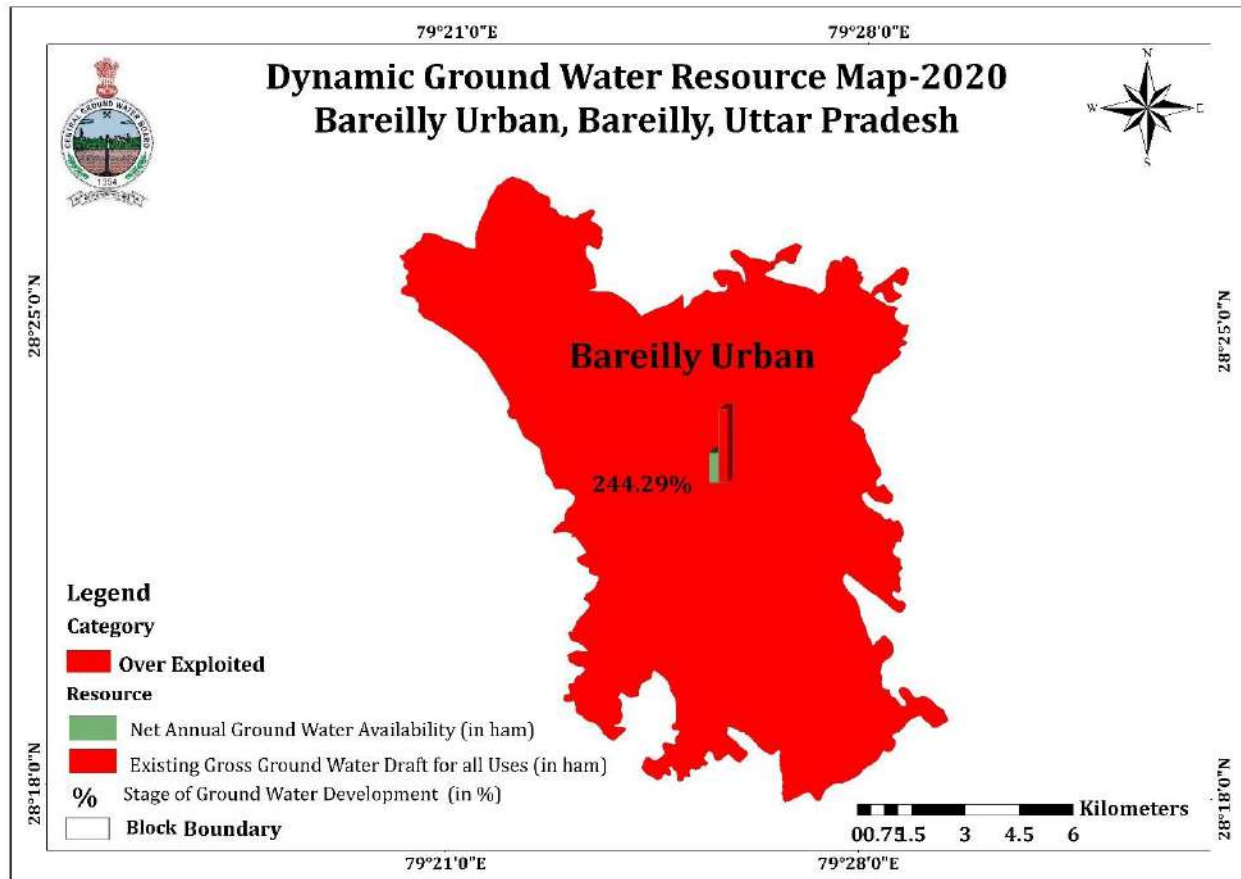 79°21'0"E 79°28'0"E
Dynamic Ground Water Resource Map-2020
Bareilly Urban, Bareilly, Uttar Pradesh
CENTRAL GROUND WATER BOARD
N
W E
S
28°25'0"N 28°25'0"N
Bareilly Urban
244.29%
Legend
Category
Over Exploited
Resource
Net Annual Ground Water Availability (in ham)
Existing Gross Ground Water Draft for all Uses (in ham)
% Stage of Ground Water Development (in %)
Block Boundary
28°18'0"N 28°18'0"N
Kilometers
0 0.75 1.5 3 4.5 6
79°21'0"E 79°28'0"E